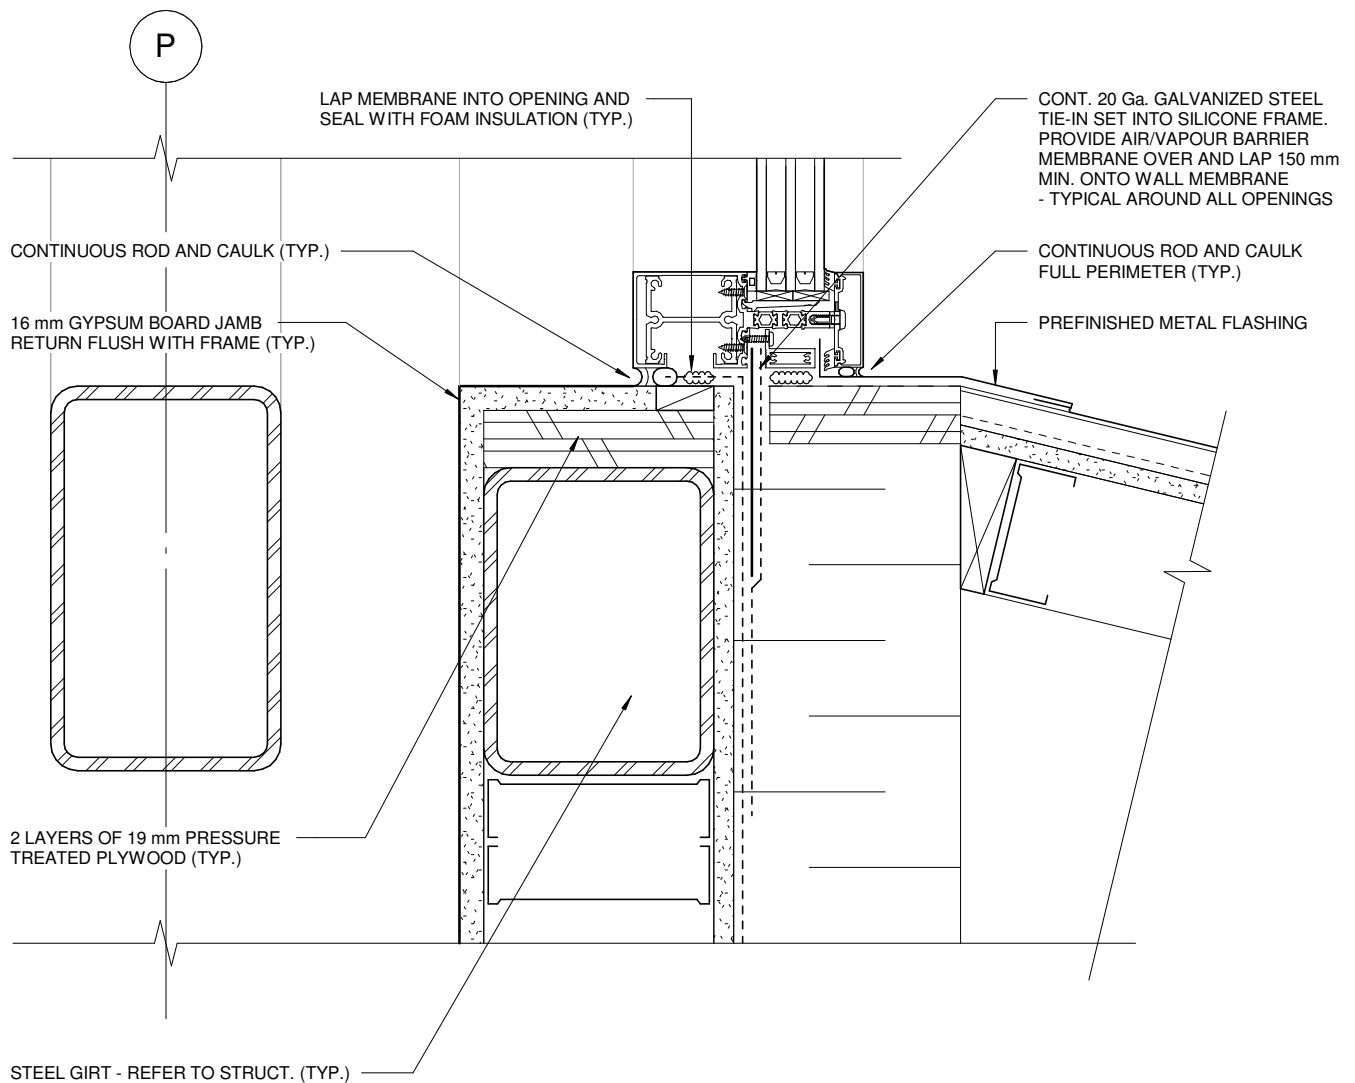 P
LAP MEMBRANE INTO OPENING AND
SEAL WITH FOAM INSULATION (TYP.)
CONT. 20 Ga. GALVANIZED STEEL
TIE-IN SET INTO SILICONE FRAME.
PROVIDE AIR/VAPOUR BARRIER
MEMBRANE OVER AND LAP 150 mm
MIN. ONTO WALL MEMBRANE
- TYPICAL AROUND ALL OPENINGS
CONTINUOUS ROD AND CAULK (TYP.)
CONTINUOUS ROD AND CAULK
FULL PERIMETER (TYP.)
16 mm GYPSUM BOARD JAMB
RETURN FLUSH WITH FRAME (TYP.)
PREFINISHED METAL FLASHING
2 LAYERS OF 19 mm PRESSURE
TREATED PLYWOOD (TYP.)
STEEL GIRT - REFER TO STRUCT. (TYP.)